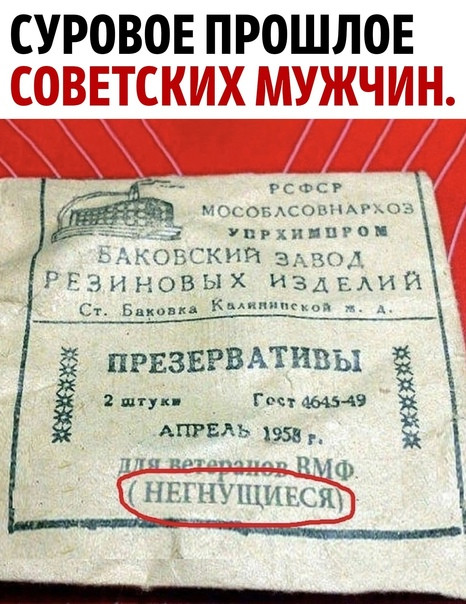 СУРОВОЕ ПРОШЛОЕ
СОВЕТСКИХ МУЖЧИН.
РСФСР
МОСОБЛСОВНАРХОЗ
УПРХИМПРОМ
БАКОВСКИЙ ЗАВОД
РЕЗИНОВЫХ ИЗДЕЛИЙ
Ст. Баковка Калининской ж. д.
ПРЕЗЕРВАТИВЫ
2 штуки Гост 4645-49
АПРЕЛЬ 1958 г.
для ветеранов ВМФ
(НЕГНУЩИЕСЯ)